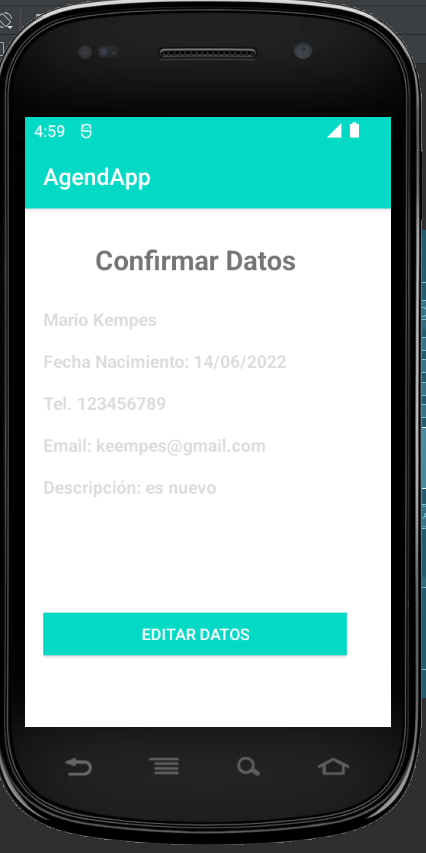 4:59
AgendApp
Confirmar Datos
Mario Kempes
Fecha Nacimiento: 14/06/2022
Tel. 123456789
Email: keempes@gmail.com
Descripción: es nuevo
EDITAR DATOS